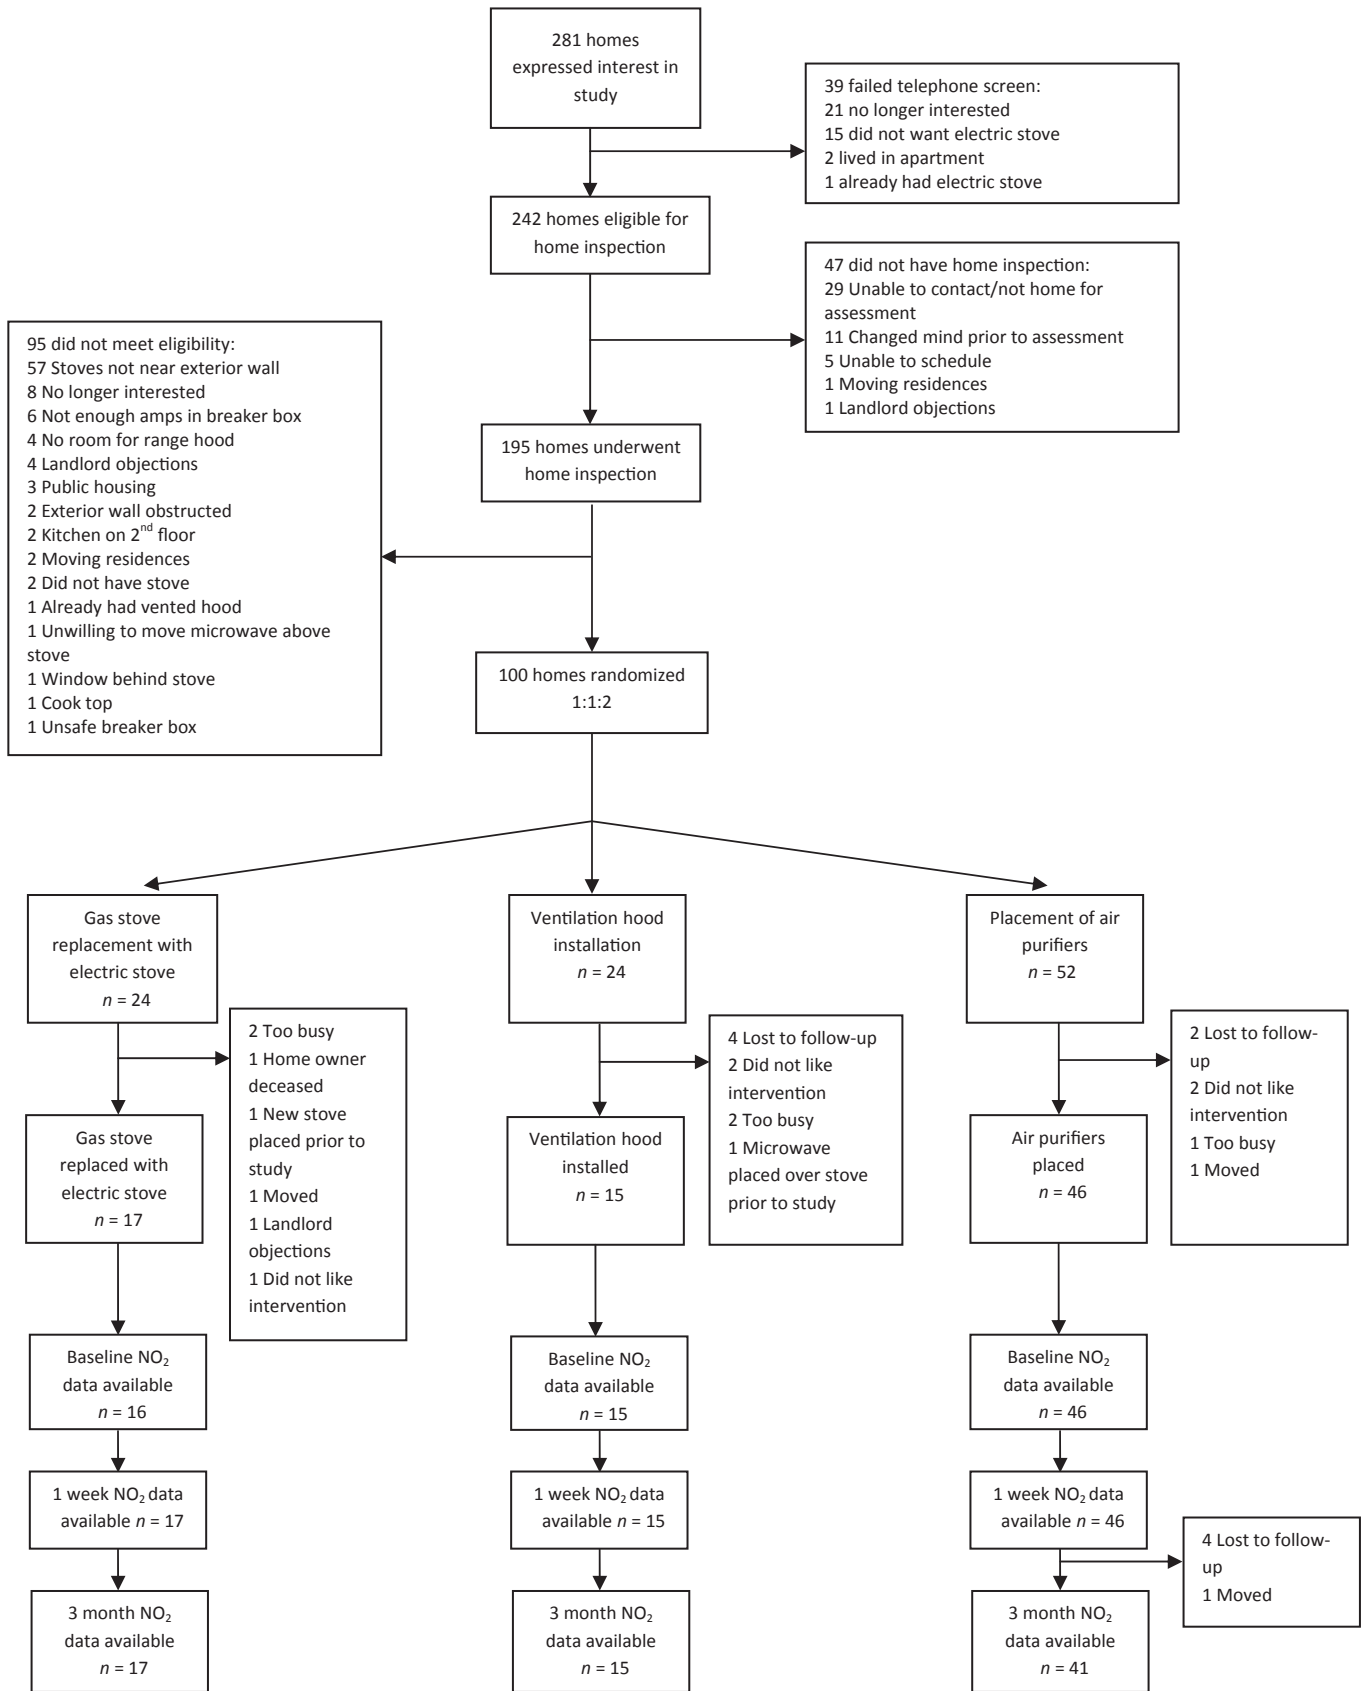 281 homes
expressed interest in
study
39 failed telephone screen:
21 no longer interested
15 did not want electric stove
2 lived in apartment
1 already had electric stove
242 homes eligible for
home inspection
47 did not have home inspection:
29 Unable to contact/not home for
assessment
11 Changed mind prior to assessment
5 Unable to schedule
1 Moving residences
1 Landlord objections
195 homes underwent
home inspection
95 did not meet eligibility:
57 Stoves not near exterior wall
8 No longer interested
6 Not enough amps in breaker box
4 No room for range hood
4 Landlord objections
3 Public housing
2 Exterior wall obstructed
2 Kitchen on 2nd floor
2 Moving residences
2 Did not have stove
1 Already had vented hood
1 Unwilling to move microwave above
stove
1 Window behind stove
1 Cook top
1 Unsafe breaker box
100 homes randomized
1:1:2
Gas stove
replacement with
electric stove
n = 24
2 Too busy
1 Home owner
deceased
1 New stove
placed prior to
study
1 Moved
1 Landlord
objections
1 Did not like
intervention
Gas stove
replaced with
electric stove
n = 17
Baseline NO₂
data available
n = 16
1 week NO₂ data
available n = 17
3 month NO₂
data available
n = 17
Ventilation hood
installation
n = 24
4 Lost to follow-up
2 Did not like
intervention
2 Too busy
1 Microwave
placed over stove
prior to study
Ventilation hood
installed
n = 15
Baseline NO₂
data available
n = 15
1 week NO₂ data
available n = 15
3 month NO₂
data available
n = 15
Placement of air
purifiers
n = 52
2 Lost to follow-
up
2 Did not like
intervention
1 Too busy
1 Moved
Air purifiers
placed
n = 46
Baseline NO₂
data available
n = 46
1 week NO₂ data
available n = 46
4 Lost to follow-
up
1 Moved
3 month NO₂
data available
n = 41